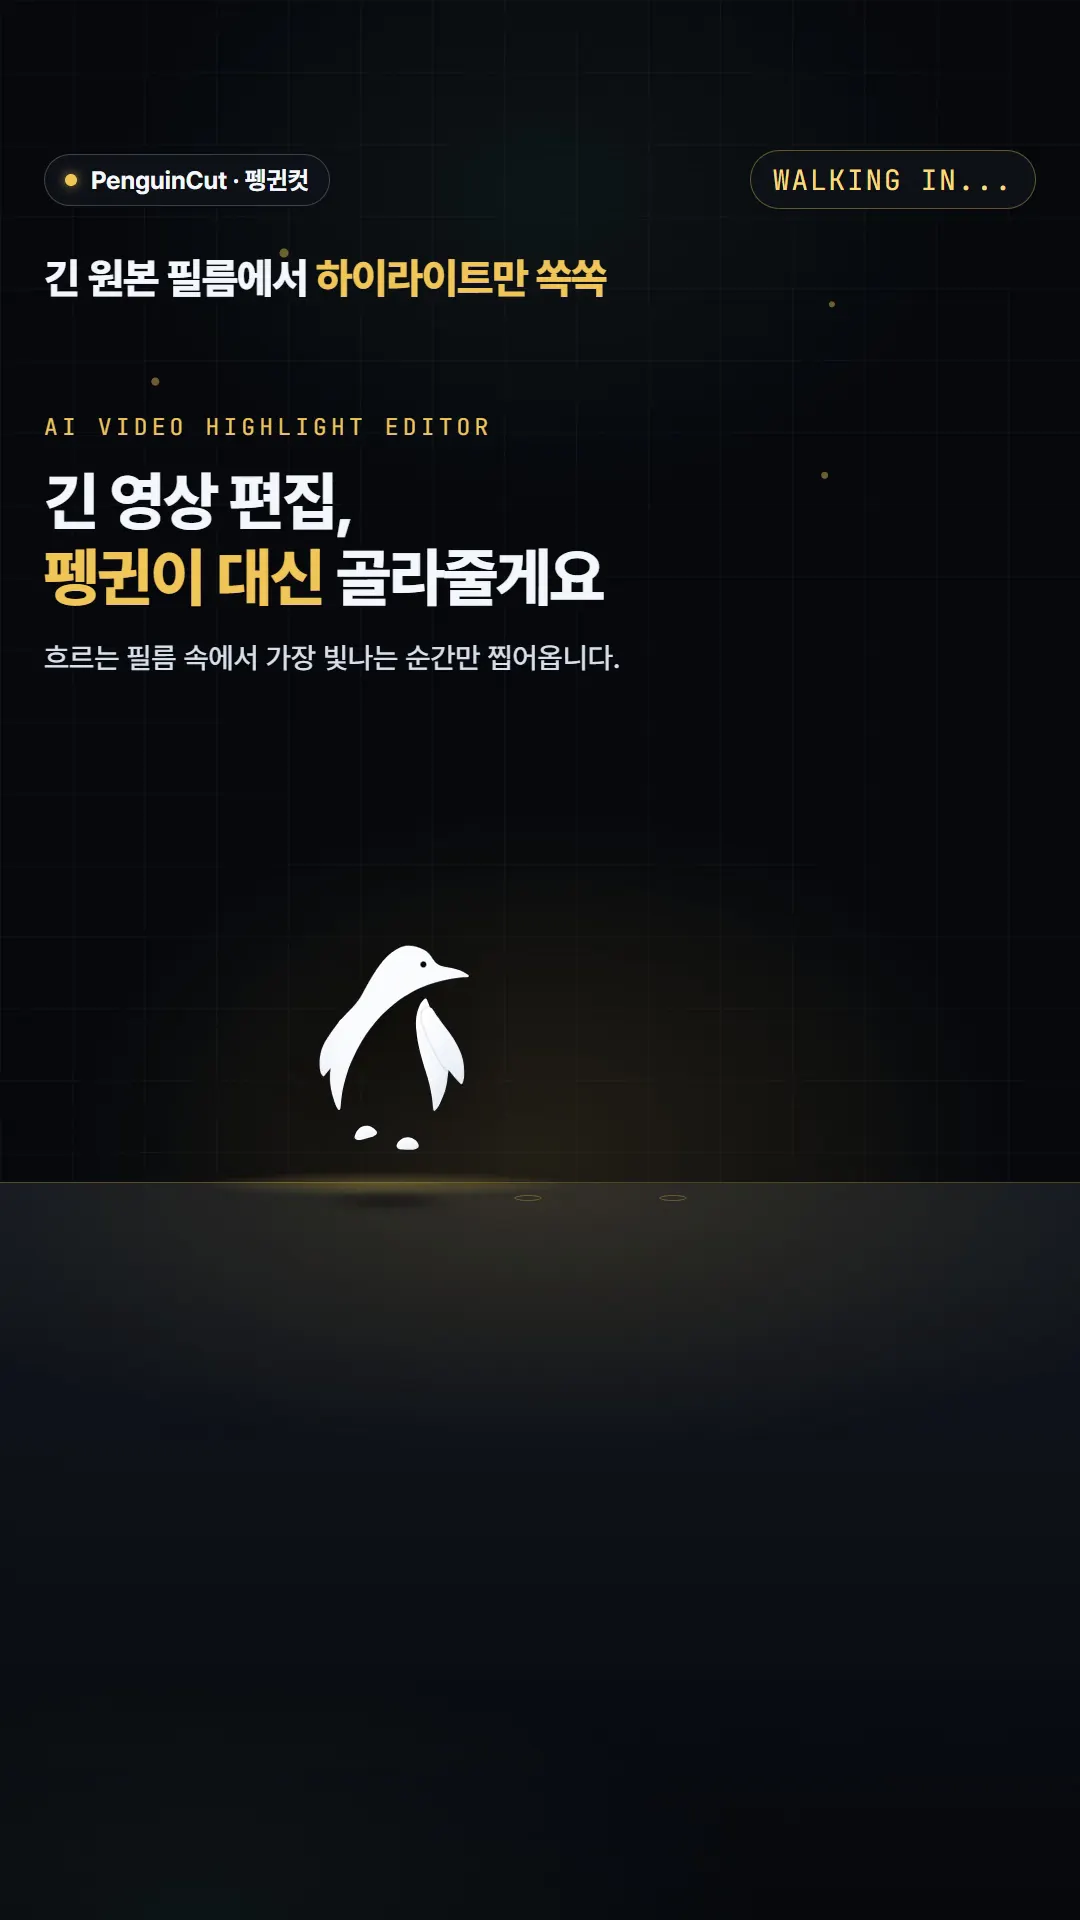 PenguinCut · 펭귄컷
WALKING IN...
긴 원본 필름에서 하이라이트만 쏙쏙
AI VIDEO HIGHLIGHT EDITOR
긴 영상 편집,
펭귄이 대신 골라줄게요
흐르는 필름 속에서 가장 빛나는 순간만 찝어옵니다.